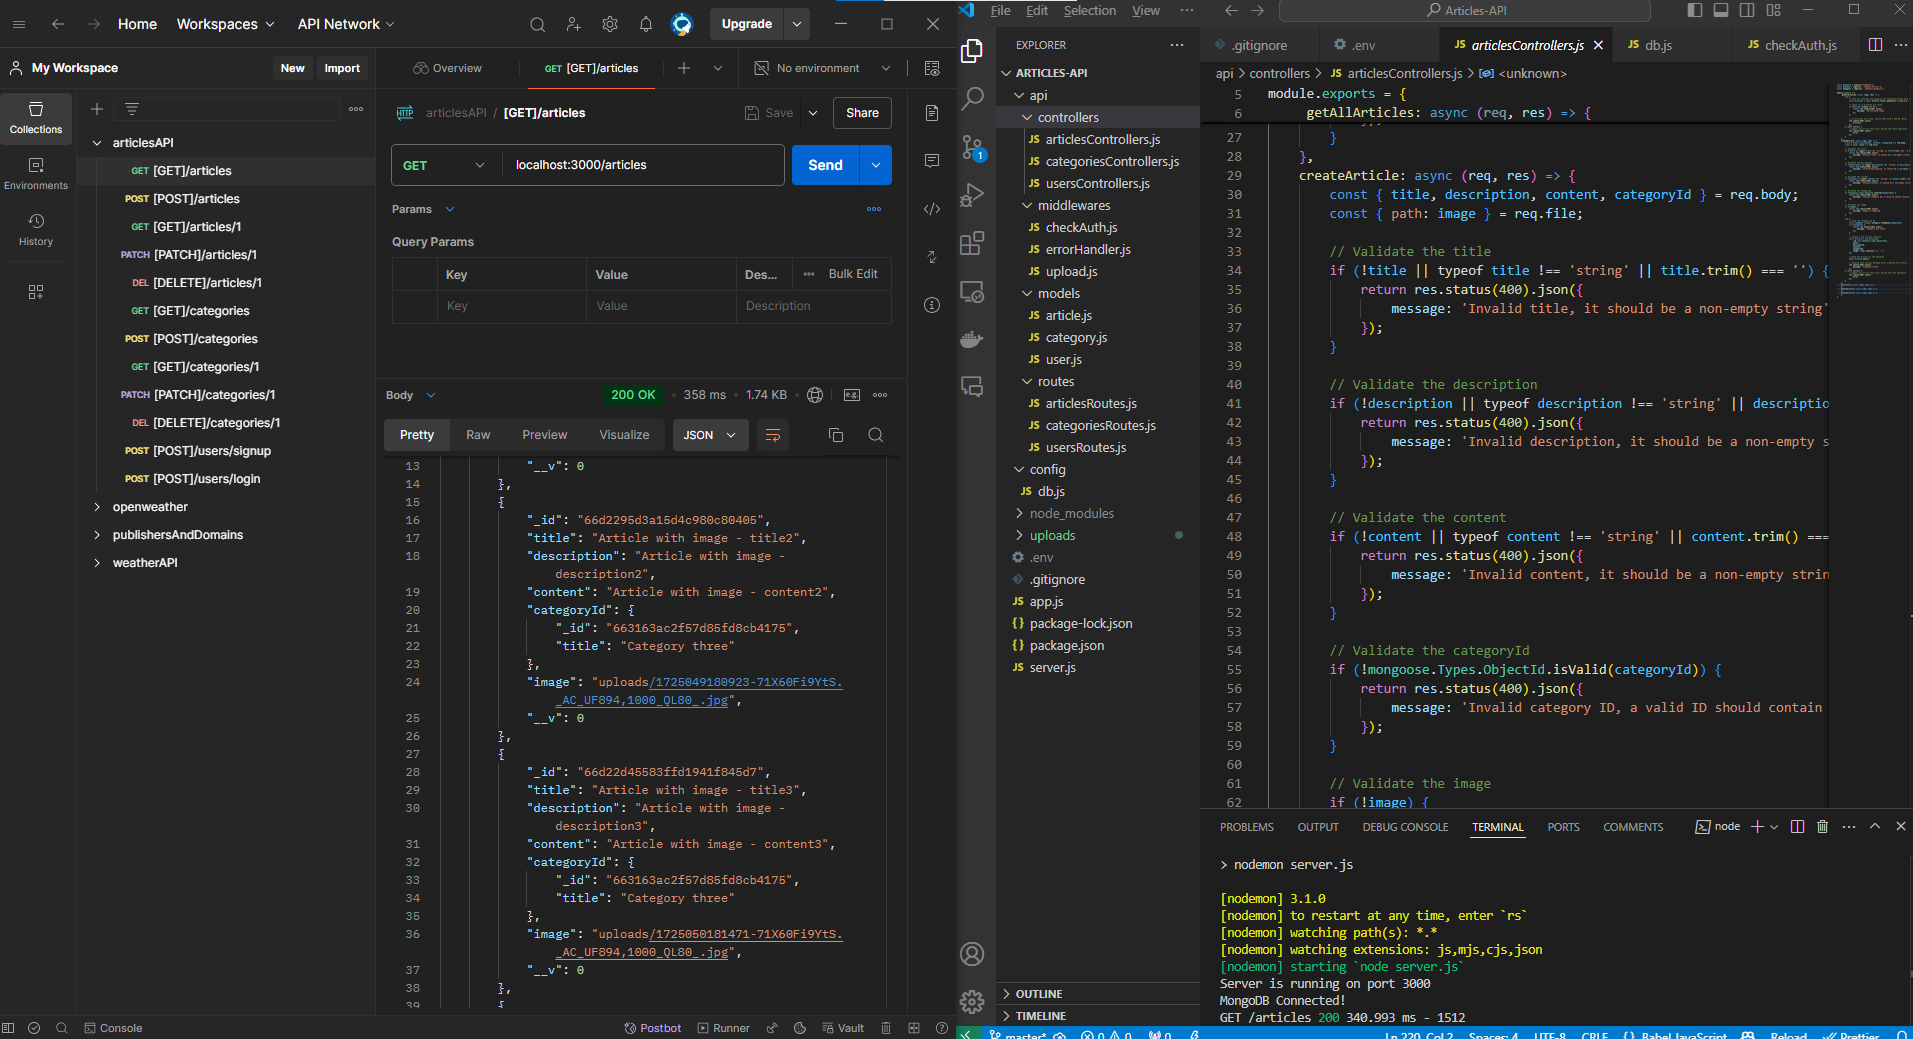 Home Workspaces API Network Upgrade
My Workspace New Import
Overview GET [GET]/articles No environment
Collections
Environments
History
articlesAPI
GET [GET]/articles
POST [POST]/articles
GET [GET]/articles/1
PATCH [PATCH]/articles/1
DEL [DELETE]/articles/1
GET [GET]/categories
POST [POST]/categories
GET [GET]/categories/1
PATCH [PATCH]/categories/1
DEL [DELETE]/categories/1
POST [POST]/users/signup
POST [POST]/users/login
openweather
publishersAndDomains
weatherAPI
HTTP articlesAPI / [GET]/articles Save Share
GET localhost:3000/articles Send
Params
Query Params
Key Value Des... Bulk Edit
Key Value Description
Body 200 OK 358 ms 1.74 KB e.g.
Pretty Raw Preview Visualize JSON
13 "__v": 0
14 },
15 {
16 "_id": "66d2295d3a15d4c980c80405",
17 "title": "Article with image - title2",
18 "description": "Article with image -
description2",
19 "content": "Article with image - content2",
20 "categoryId": {
21 "_id": "663163ac2f57d85fd8cb4175",
22 "title": "Category three"
23 },
24 "image": "uploads/1725049180923-71X60Fi9YtS.
_AC_UF894,1000_QL80_.jpg",
25 "__v": 0
26 },
27 {
28 "_id": "66d22d45583ffd1941f845d7",
29 "title": "Article with image - title3",
30 "description": "Article with image -
description3",
31 "content": "Article with image - content3",
32 "categoryId": {
33 "_id": "663163ac2f57d85fd8cb4175",
34 "title": "Category three"
35 },
36 "image": "uploads/1725050181471-71X60Fi9YtS.
_AC_UF894,1000_QL80_.jpg",
37 "__v": 0
38 },
39 {
Console Postbot Runner Vault
File Edit Selection View Articles-API
EXPLORER
ARTICLES-API
api
controllers
JS articlesControllers.js
JS categoriesControllers.js
JS usersControllers.js
middlewares
JS checkAuth.js
JS errorHandler.js
JS upload.js
models
JS article.js
JS category.js
JS user.js
routes
JS articlesRoutes.js
JS categoriesRoutes.js
JS usersRoutes.js
config
JS db.js
node_modules
uploads
.env
.gitignore
JS app.js
{} package-lock.json
{} package.json
JS server.js
OUTLINE
TIMELINE
1
.gitignore .env JS articlesControllers.js JS db.js JS checkAuth.js
api > controllers > JS articlesControllers.js > <unknown>
5 module.exports = {
6 getAllArticles: async (req, res) => {
27 }
28 },
29 createArticle: async (req, res) => {
30 const { title, description, content, categoryId } = req.body;
31 const { path: image } = req.file;
32
33 // Validate the title
34 if (!title || typeof title !== 'string' || title.trim() === '') {
35 return res.status(400).json({
36 message: 'Invalid title, it should be a non-empty string'
37 });
38 }
39
40 // Validate the description
41 if (!description || typeof description !== 'string' || descriptio
42 return res.status(400).json({
43 message: 'Invalid description, it should be a non-empty s
44 });
45 }
46
47 // Validate the content
48 if (!content || typeof content !== 'string' || content.trim() ===
49 return res.status(400).json({
50 message: 'Invalid content, it should be a non-empty strin
51 });
52 }
53
54 // Validate the categoryId
55 if (!mongoose.Types.ObjectId.isValid(categoryId)) {
56 return res.status(400).json({
57 message: 'Invalid category ID, a valid ID should contain
58 });
59 }
60
61 // Validate the image
62 if (!image) {
PROBLEMS OUTPUT DEBUG CONSOLE TERMINAL PORTS COMMENTS node
> nodemon server.js
[nodemon] 3.1.0
[nodemon] to restart at any time, enter `rs`
[nodemon] watching path(s): *.*
[nodemon] watching extensions: js,mjs,cjs,json
[nodemon] starting `node server.js`
Server is running on port 3000
MongoDB Connected!
GET /articles 200 340.993 ms - 1512
master* 0 0 0 Ln 220, Col 2 Spaces: 4 UTF-8 CRLF {} Babel JavaScript Reload Prettier